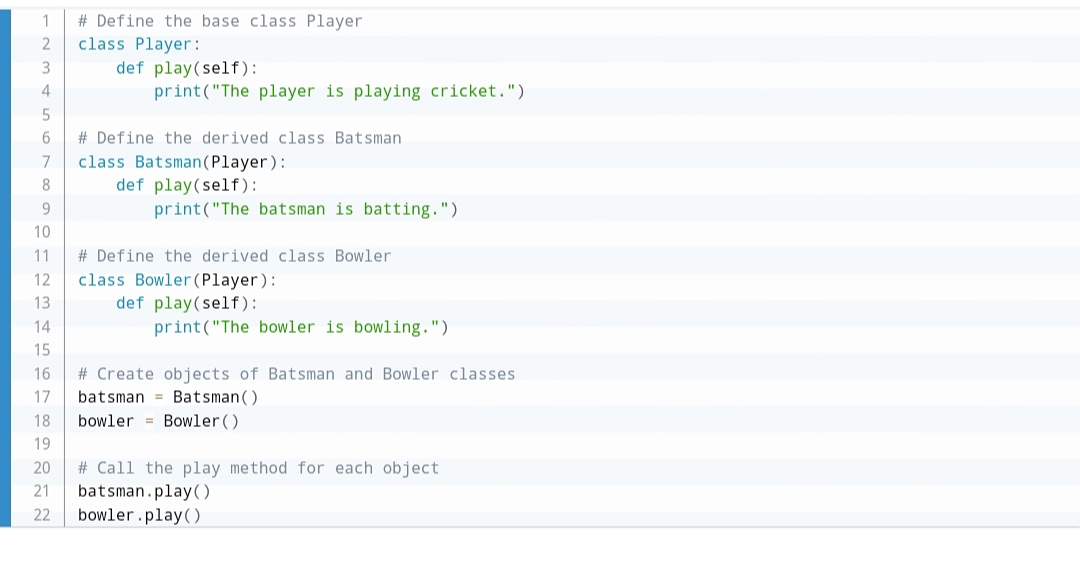 1 # Define the base class Player
2 class Player:
3     def play(self):
4         print("The player is playing cricket.")
5
6 # Define the derived class Batsman
7 class Batsman(Player):
8     def play(self):
9         print("The batsman is batting.")
10
11 # Define the derived class Bowler
12 class Bowler(Player):
13     def play(self):
14         print("The bowler is bowling.")
15
16 # Create objects of Batsman and Bowler classes
17 batsman = Batsman()
18 bowler = Bowler()
19
20 # Call the play method for each object
21 batsman.play()
22 bowler.play()